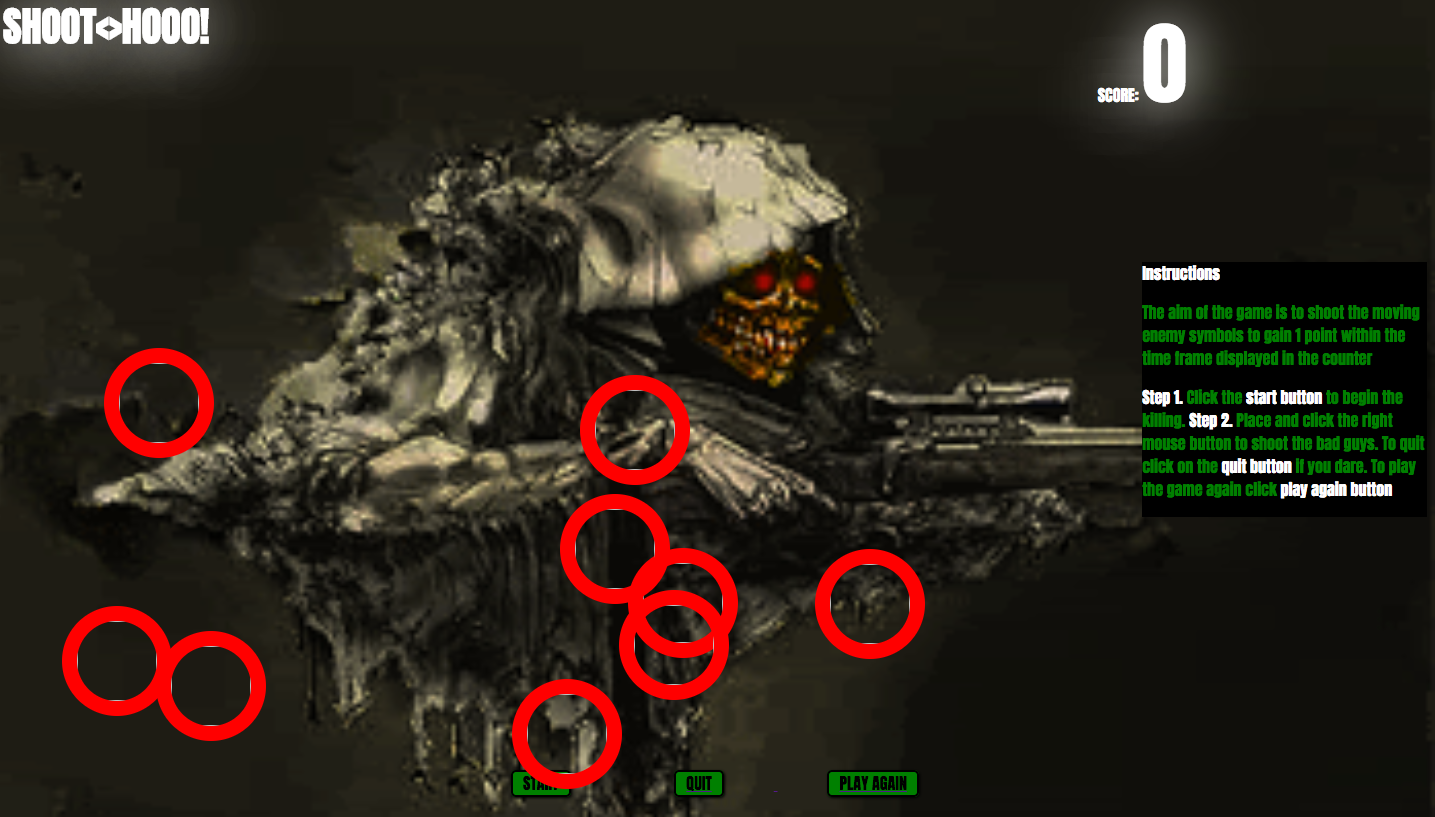 SHOOT<>HOOO!
SCORE: 0
Instructions
The aim of the game is to shoot the moving
enemy symbols to gain 1 point within the
time frame displayed in the counter
Step 1. Click the start button to begin the
killing. Step 2. Place and click the right
mouse button to shoot the bad guys. To quit
click on the quit button if you dare. To play
the game again click play again button
START QUIT PLAY AGAIN